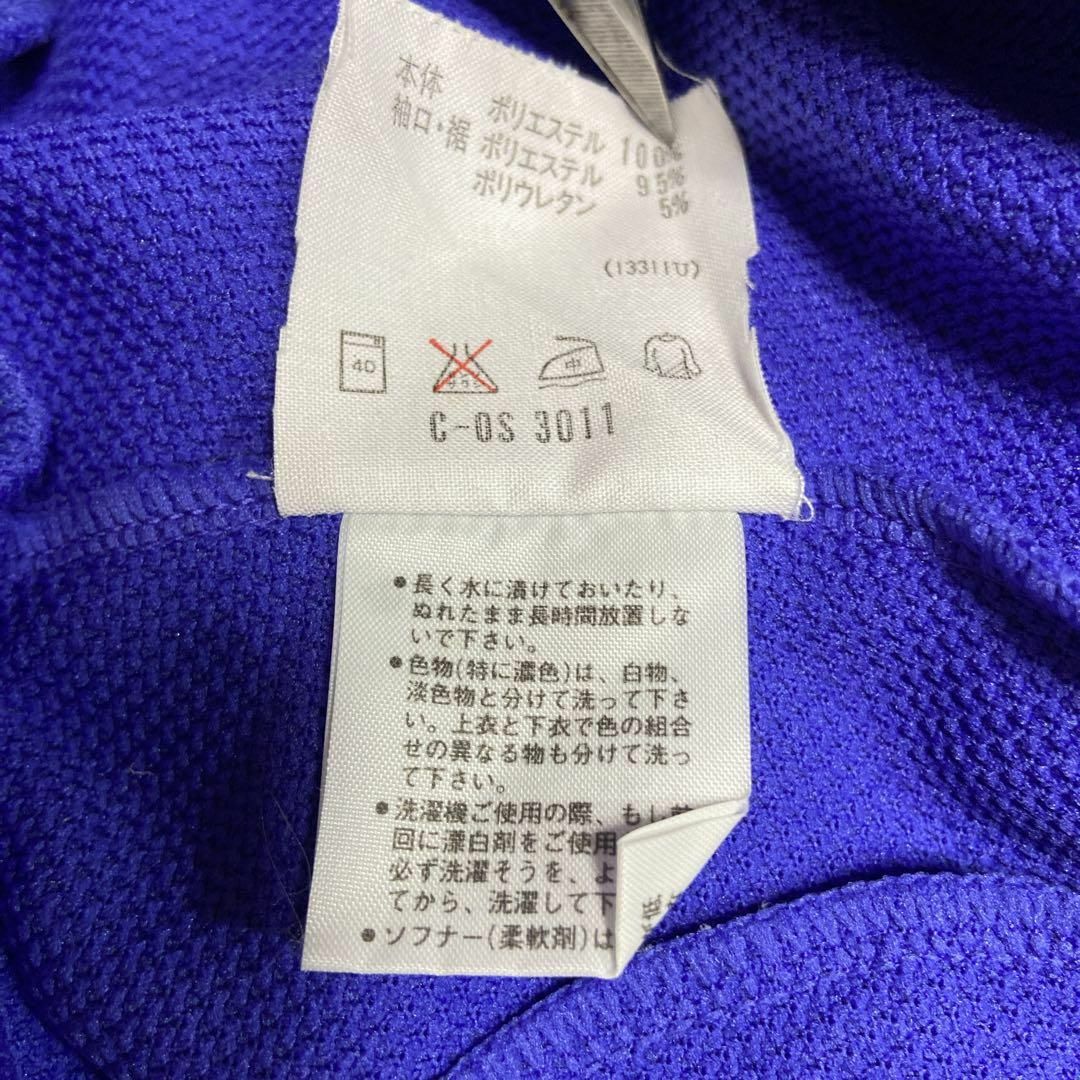 本体 ポリエステル 100%
袖口・裾 ポリエステル 95%
ポリウレタン 5%
(13311U)
40 エンソ サラシ 中
C-0S 3011
●長く水に漬けておいたり、
ぬれたまま長時間放置しな
いで下さい。
●色物(特に濃色)は、白物、
淡色物と分けて洗って下さ
い。上衣と下衣で色の組合
せの異なる物も分けて洗っ
て下さい。
●洗濯機ご使用の際、もし前
回に漂白剤をご使用
必ず洗濯そうを、よ
てから、洗濯して下
●ソフナー(柔軟剤)は